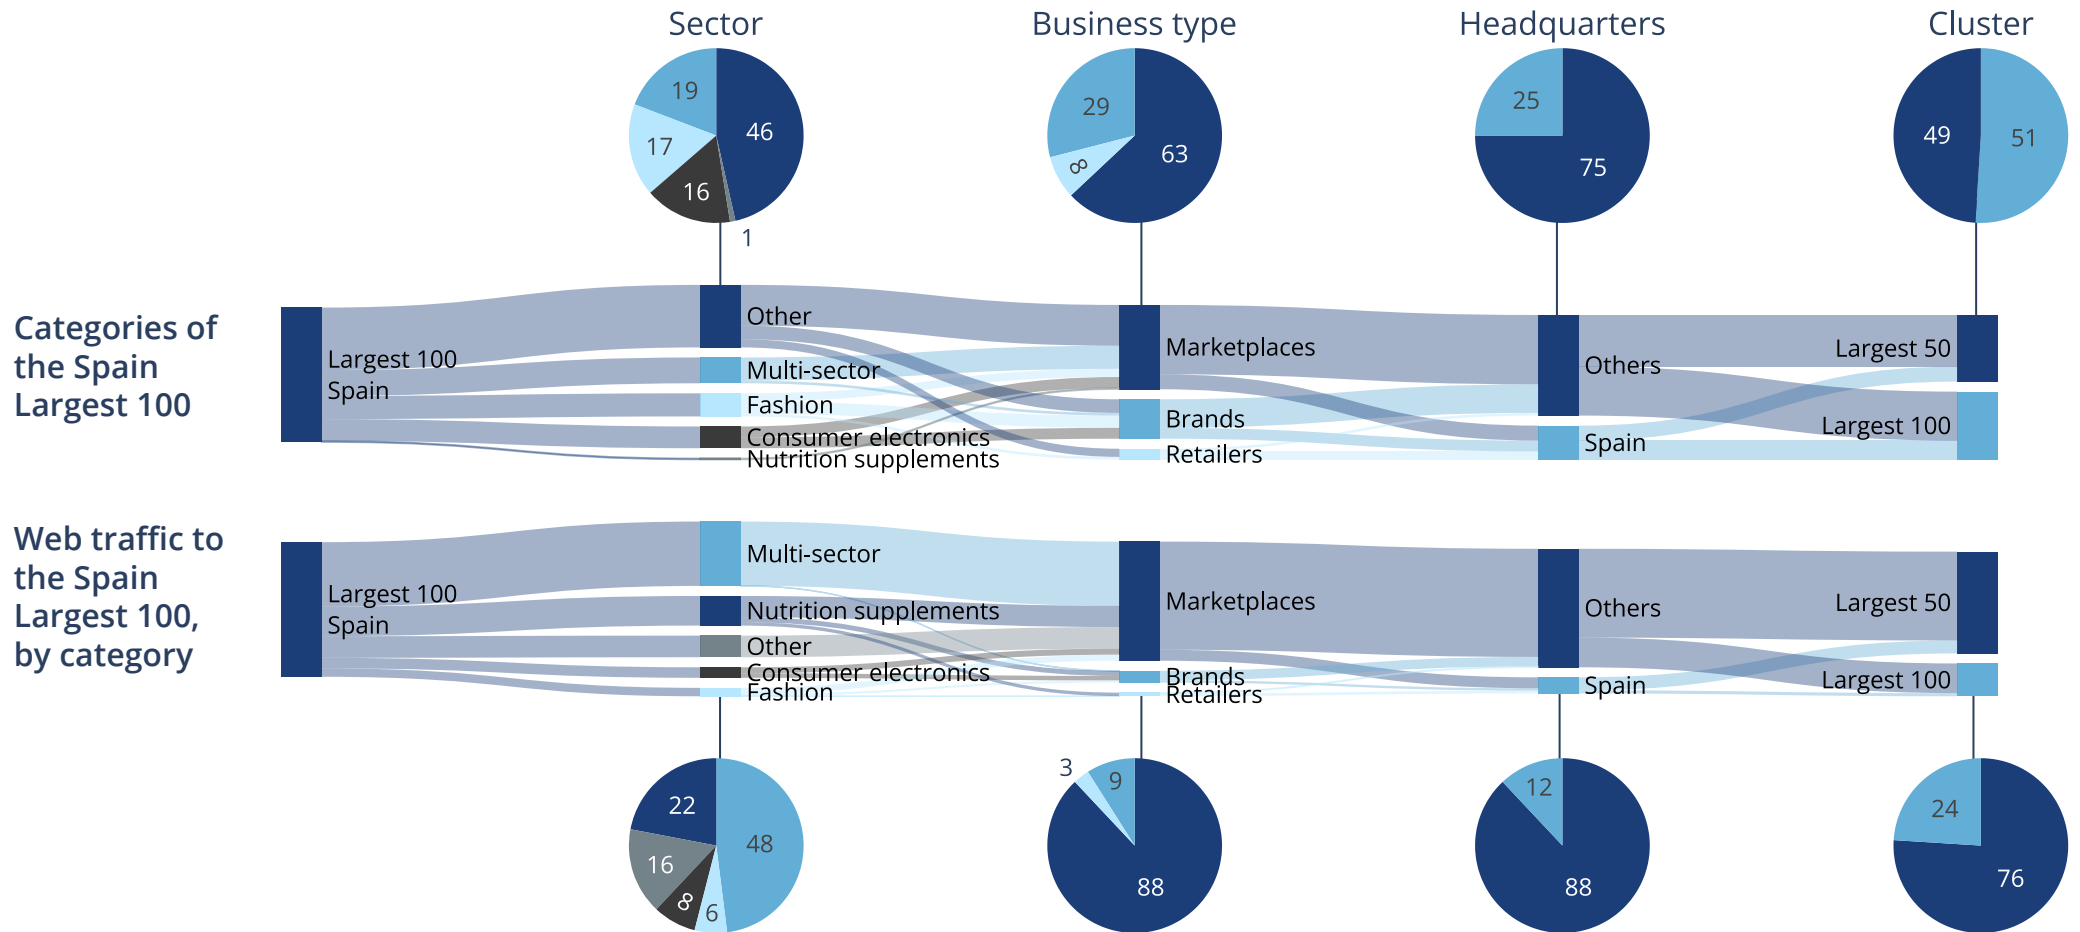 Sector
Business type
Headquarters
Cluster
19
46
17
16
1
29
63
8
25
75
49
51
Categories of
the Spain
Largest 100
Largest 100
Spain
Other
Multi-sector
Fashion
Consumer electronics
Nutrition supplements
Marketplaces
Brands
Retailers
Others
Spain
Largest 50
Largest 100
Web traffic to
the Spain
Largest 100,
by category
Largest 100
Spain
Multi-sector
Nutrition supplements
Other
Consumer electronics
Fashion
Marketplaces
Brands
Retailers
Others
Spain
Largest 50
Largest 100
22
48
16
8
6
3
9
88
12
88
24
76